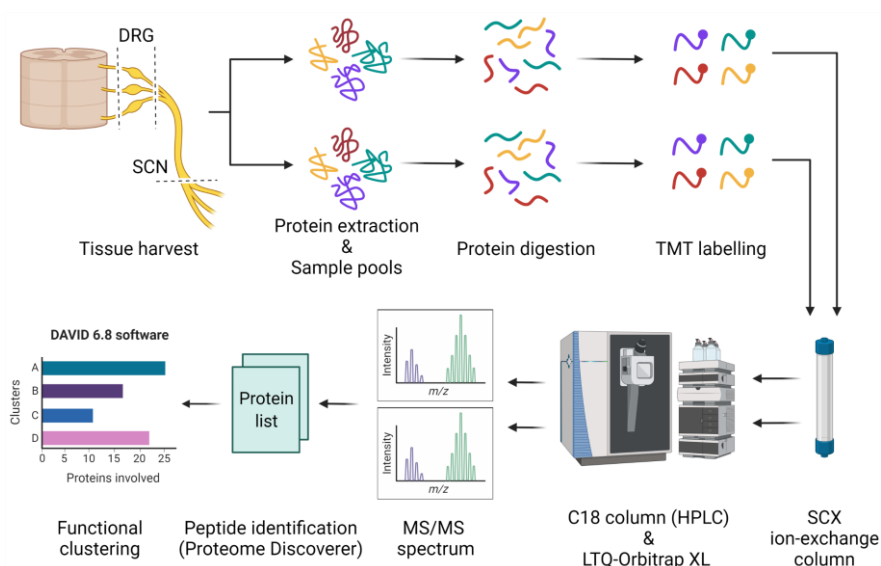 DRG
SCN
Tissue harvest
Protein extraction
&
Sample pools
Protein digestion
TMT labelling
DAVID 6.8 software
Clusters
A
B
C
D
0 5 10 15 20 25
Proteins involved
Functional
clustering
Protein
list
Peptide identification
(Proteome Discoverer)
Intensity
m/z
Intensity
m/z
MS/MS
spectrum
C18 column (HPLC)
&
LTQ-Orbitrap XL
SCX
ion-exchange
column